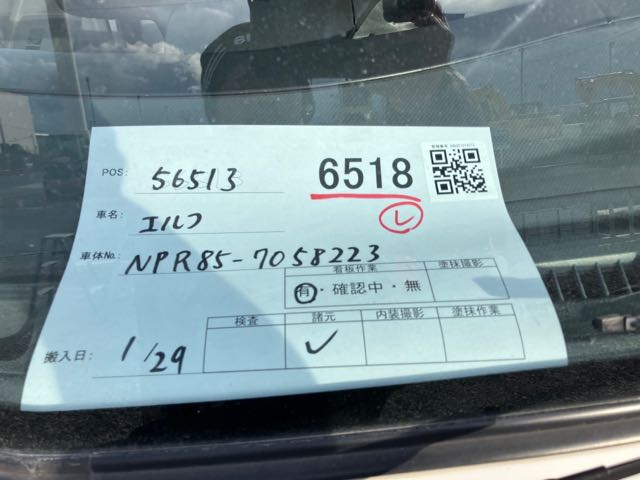 POS: 56513
6518
レ
車名: エルフ
車体№: NPR85-7058223
看板作業 塗抹撮影
有・確認中・無
検査 諸元 内装撮影 塗抹作業
✓
搬入日: 1/29